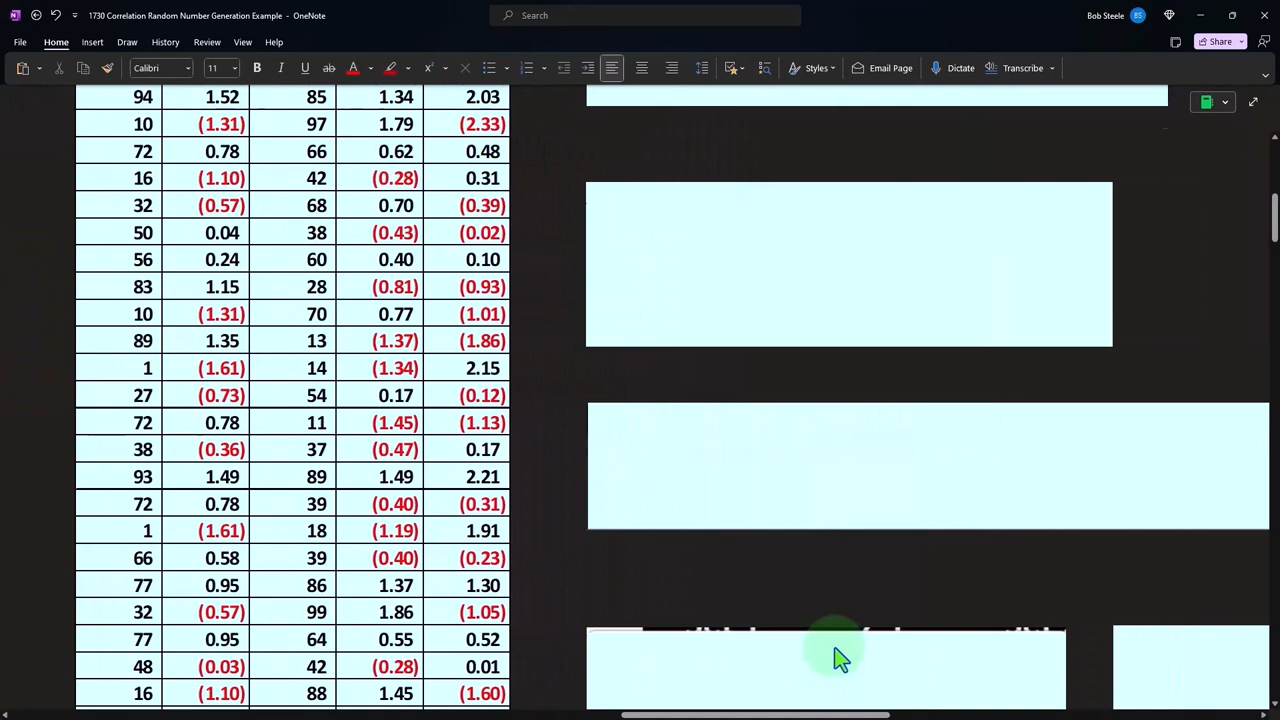 1730 Correlation Random Number Generation Example - OneNote
Search
Bob Steele
BS
File Home Insert Draw History Review View Help
Share
Calibri 11 B I U ab A x Styles Email Page Dictate Transcribe
94 1.52 85 1.34 2.03
10 (1.31) 97 1.79 (2.33)
72 0.78 66 0.62 0.48
16 (1.10) 42 (0.28) 0.31
32 (0.57) 68 0.70 (0.39)
50 0.04 38 (0.43) (0.02)
56 0.24 60 0.40 0.10
83 1.15 28 (0.81) (0.93)
10 (1.31) 70 0.77 (1.01)
89 1.35 13 (1.37) (1.86)
1 (1.61) 14 (1.34) 2.15
27 (0.73) 54 0.17 (0.12)
72 0.78 11 (1.45) (1.13)
38 (0.36) 37 (0.47) 0.17
93 1.49 89 1.49 2.21
72 0.78 39 (0.40) (0.31)
1 (1.61) 18 (1.19) 1.91
66 0.58 39 (0.40) (0.23)
77 0.95 86 1.37 1.30
32 (0.57) 99 1.86 (1.05)
77 0.95 64 0.55 0.52
48 (0.03) 42 (0.28) 0.01
16 (1.10) 88 1.45 (1.60)